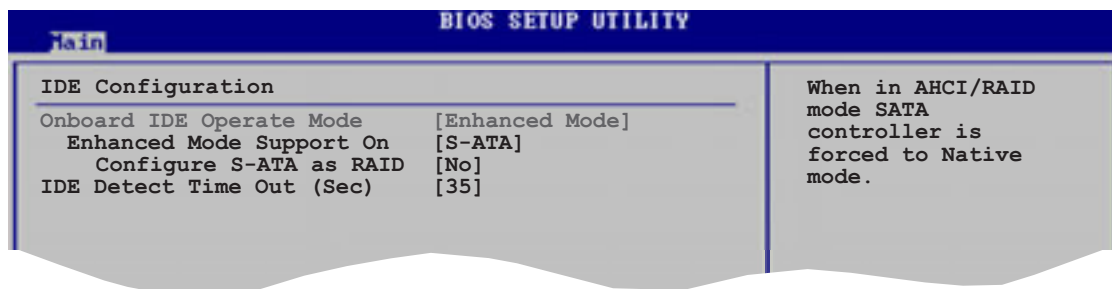 BIOS SETUP UTILITY
Main
IDE Configuration
Onboard IDE Operate Mode [Enhanced Mode]
Enhanced Mode Support On [S-ATA]
Configure S-ATA as RAID [No]
IDE Detect Time Out (Sec) [35]
When in AHCI/RAID
mode SATA
controller is
forced to Native
mode.